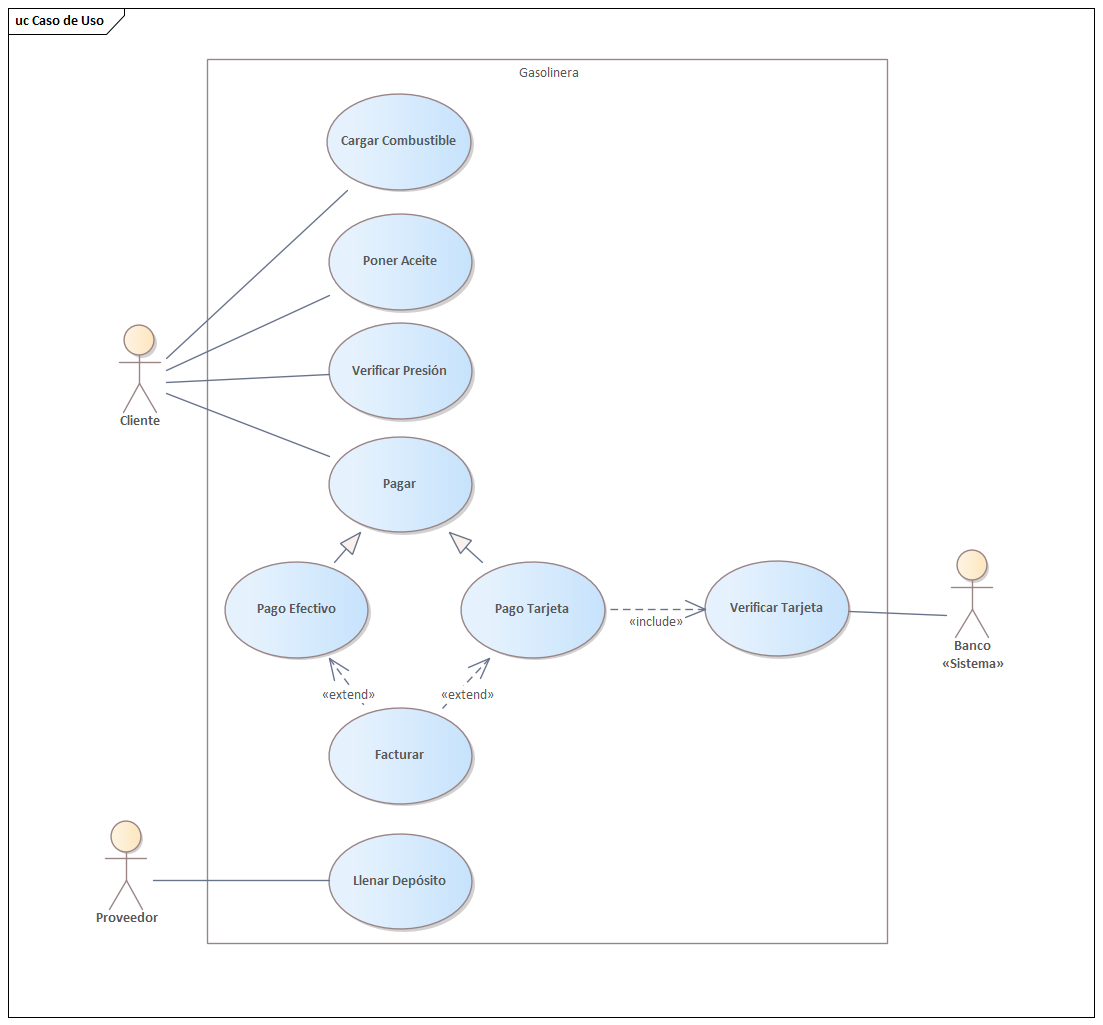 uc Caso de Uso
Gasolinera
Cargar Combustible
Poner Aceite
Verificar Presión
Cliente
Pagar
Pago Efectivo
Pago Tarjeta
«include»
Verificar Tarjeta
Banco
«Sistema»
«extend»
«extend»
Facturar
Llenar Depósito
Proveedor